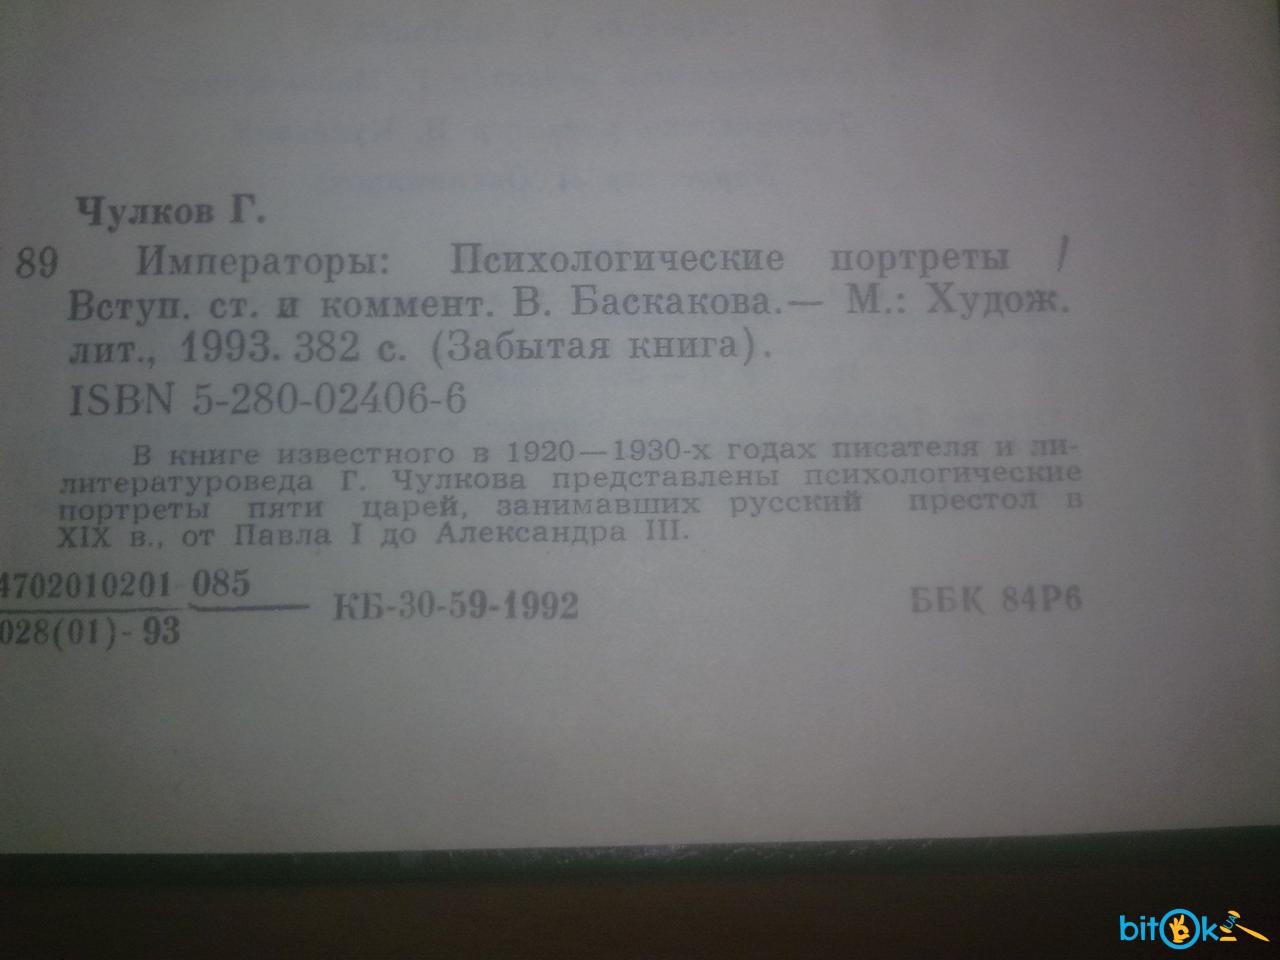 Чулков Г.
89 Императоры: Психологические портреты /
Вступ. ст. и коммент. В. Баскакова.— М.: Худож.
лит., 1993. 382 с. (Забытая книга).
ISBN 5-280-02406-6
В книге известного в 1920—1930-х годах писателя и ли-
литературоведа Г. Чулкова представлены психологические
портреты пяти царей, занимавших русский престол в
XIX в., от Павла I до Александра III.
4702010201 085
028(01)- 93 КБ-30-59-1992 ББК 84Р6
bitOk UA